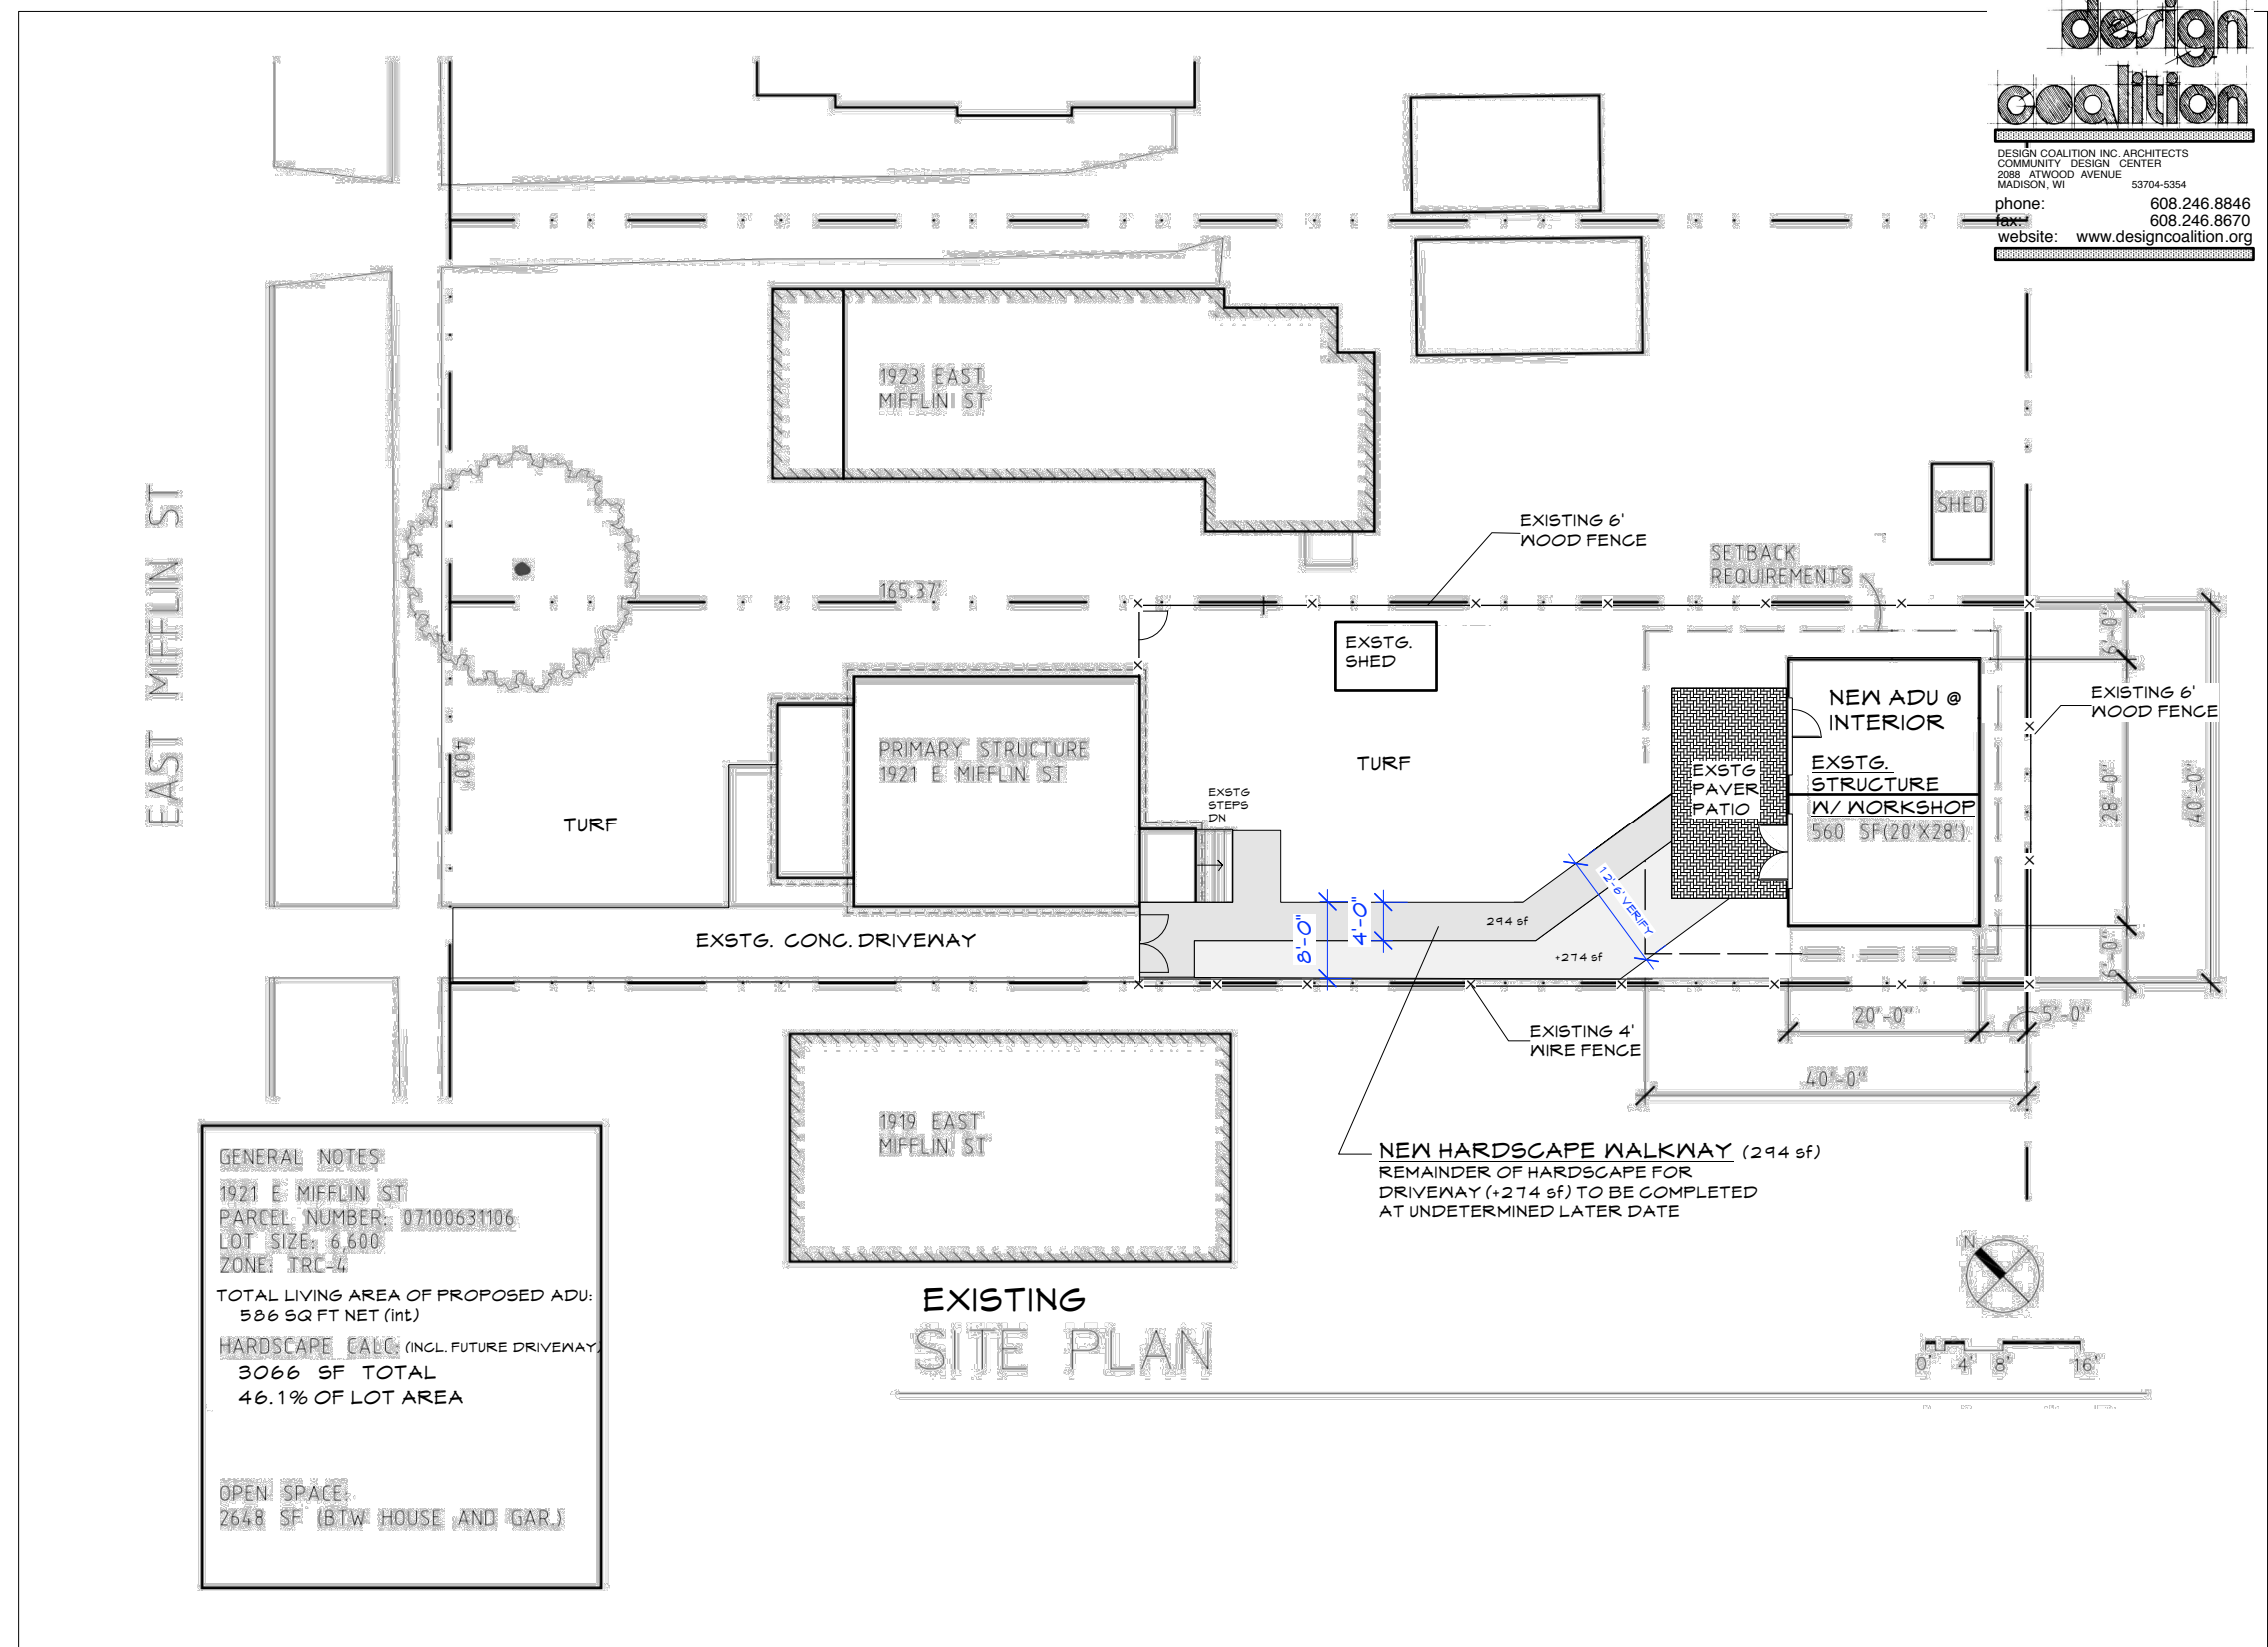 design
coalition
DESIGN COALITION INC. ARCHITECTS
COMMUNITY DESIGN CENTER
2088 ATWOOD AVENUE
MADISON, WI 53704-5354
phone: 608.246.8846
fax: 608.246.8670
website: www.designcoalition.org
EAST MIFFLIN ST
1923 EAST
MIFFLIN ST
SHED
EXISTING 6'
WOOD FENCE
SETBACK
REQUIREMENTS
165.37'
EXSTG.
SHED
6'-0"
EXISTING 6'
WOOD FENCE
NEW ADU @
INTERIOR
EXSTG.
STRUCTURE
W/ WORKSHOP
560 SF(20'X28')
EXSTG
PAVER
PATIO
28'-0"
40'-0"
40.0'
PRIMARY STRUCTURE
1921 E MIFFLIN ST
TURF
TURF
EXSTG
STEPS
DN
12'-6" VERIFY
8'-0"
4'-0"
294 sf
+274 sf
6'-0"
EXSTG. CONC. DRIVEWAY
20'-0"
5'-0"
EXISTING 4'
WIRE FENCE
40'-0"
1919 EAST
MIFFLIN ST
NEW HARDSCAPE WALKWAY (294 sf)
REMAINDER OF HARDSCAPE FOR
DRIVEWAY (+274 sf) TO BE COMPLETED
AT UNDETERMINED LATER DATE
GENERAL NOTES
1921 E MIFFLIN ST
PARCEL NUMBER: 07100631106
LOT SIZE: 6,600
ZONE: TRC-4
TOTAL LIVING AREA OF PROPOSED ADU:
586 SQ FT NET (int)
HARDSCAPE CALC: (INCL. FUTURE DRIVEWAY)
3066 SF TOTAL
46.1% OF LOT AREA
OPEN SPACE:
2648 SF (BTW HOUSE AND GAR.)
EXISTING
SITE PLAN
N
0' 4' 8' 16'